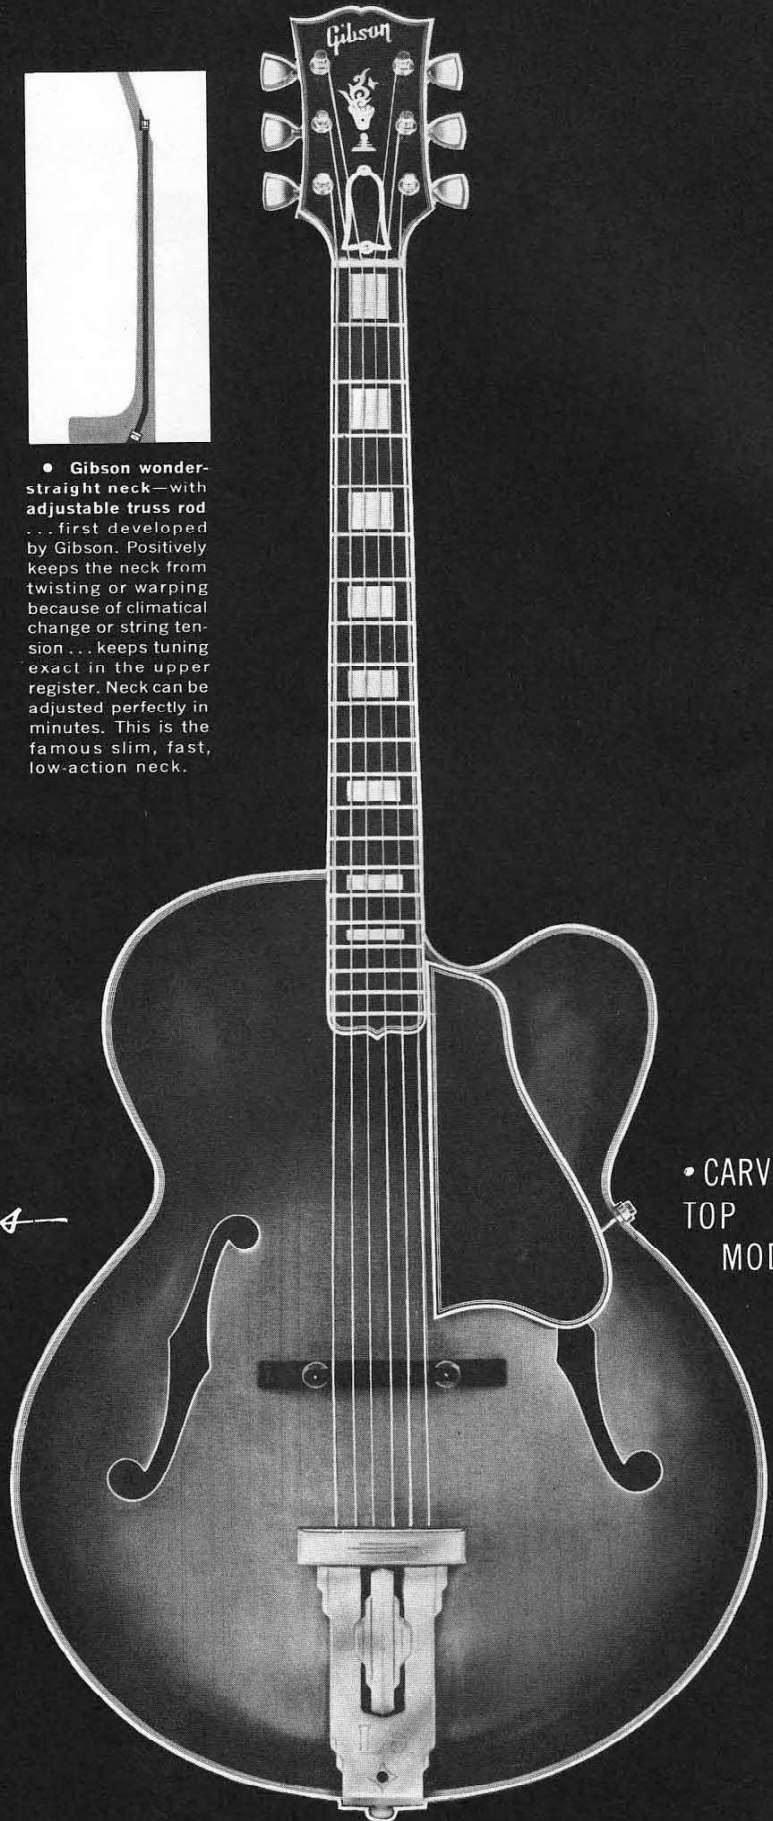 Gibson
• Gibson wonder-
straight neck—with
adjustable truss rod
...first developed
by Gibson. Positively
keeps the neck from
twisting or warping
because of climatical
change or string ten-
sion...keeps tuning
exact in the upper
register. Neck can be
adjusted perfectly in
minutes. This is the
famous slim, fast,
low-action neck.
• CARV
TOP
MOD